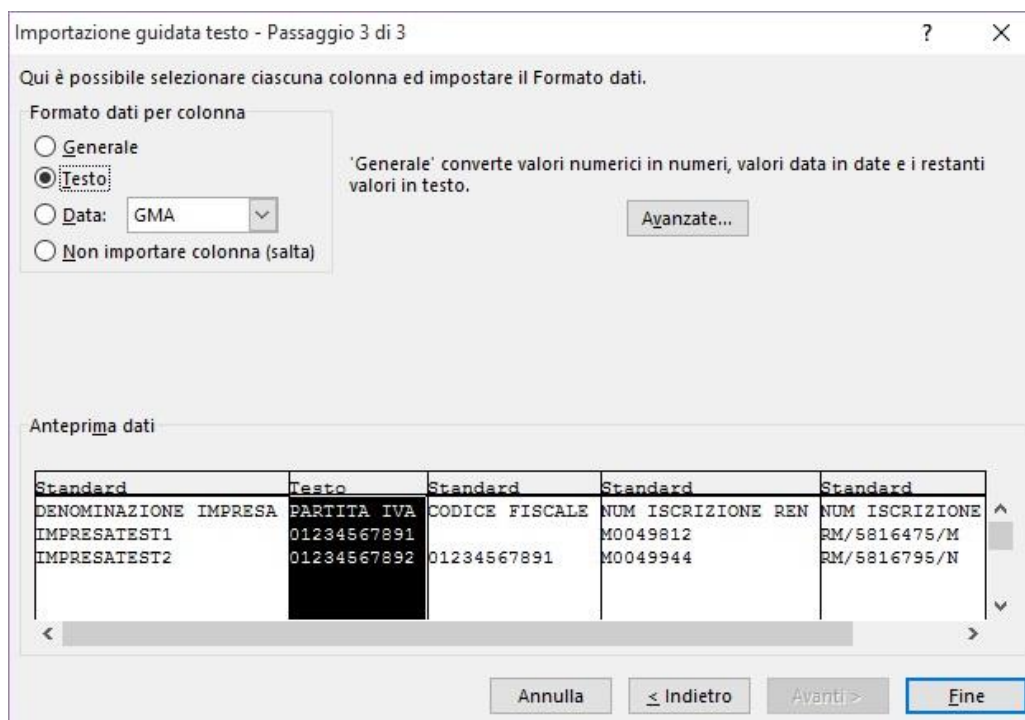 Importazione guidata testo - Passaggio 3 di 3
?
Qui è possibile selezionare ciascuna colonna ed impostare il Formato dati.
Formato dati per colonna
Generale
Testo
Data: GMA
Non importare colonna (salta)
'Generale' converte valori numerici in numeri, valori data in date e i restanti
valori in testo.
Avanzate...
Anteprima dati
Standard Testo Standard Standard Standard
DENOMINAZIONE IMPRESA PARTITA IVA CODICE FISCALE NUM ISCRIZIONE REN NUM ISCRIZIONE
IMPRESATEST1 01234567891 M0049812 RM/5816475/M
IMPRESATEST2 01234567892 01234567891 M0049944 RM/5816795/N
Annulla < Indietro Avanti > Fine